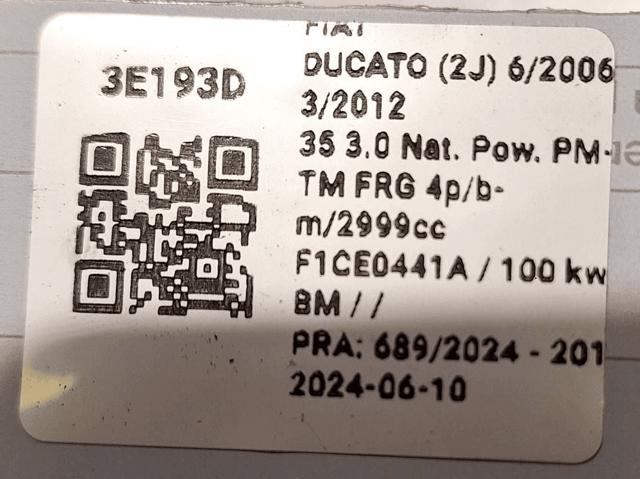 3E193D
FIAT
DUCATO (2J) 6/2006
3/2012
35 3.0 Nat. Pow. PM-
TM FRG 4p/b-
m/2999cc
F1CE0441A / 100 kw
BM / /
PRA: 689/2024 - 201
2024-06-10